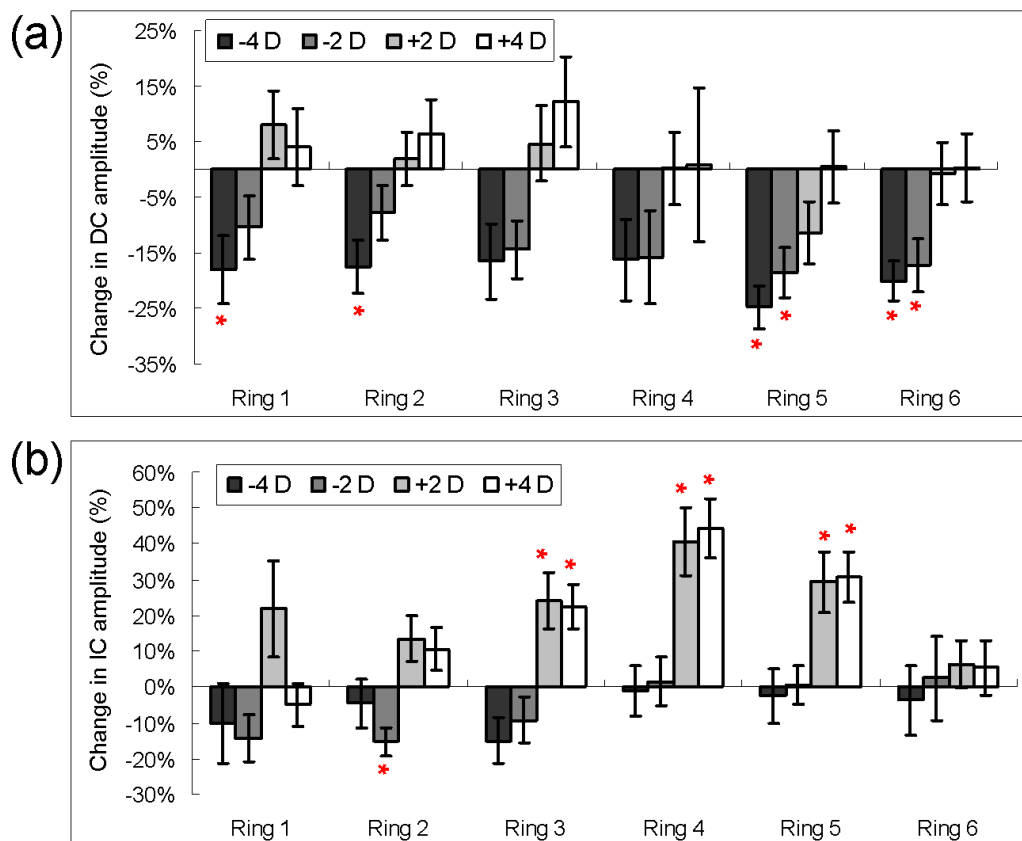 (a)
25%
-4 D -2 D +2 D +4 D
15%
5%
-5%
-15%
-25%
-35%
Change in DC amplitude (%)
* * * * * *
Ring 1 Ring 2 Ring 3 Ring 4 Ring 5 Ring 6
(b)
60%
-4 D -2 D +2 D +4 D
50%
40%
30%
20%
10%
0%
-10%
-20%
-30%
Change in IC amplitude (%)
* * * * * * *
Ring 1 Ring 2 Ring 3 Ring 4 Ring 5 Ring 6